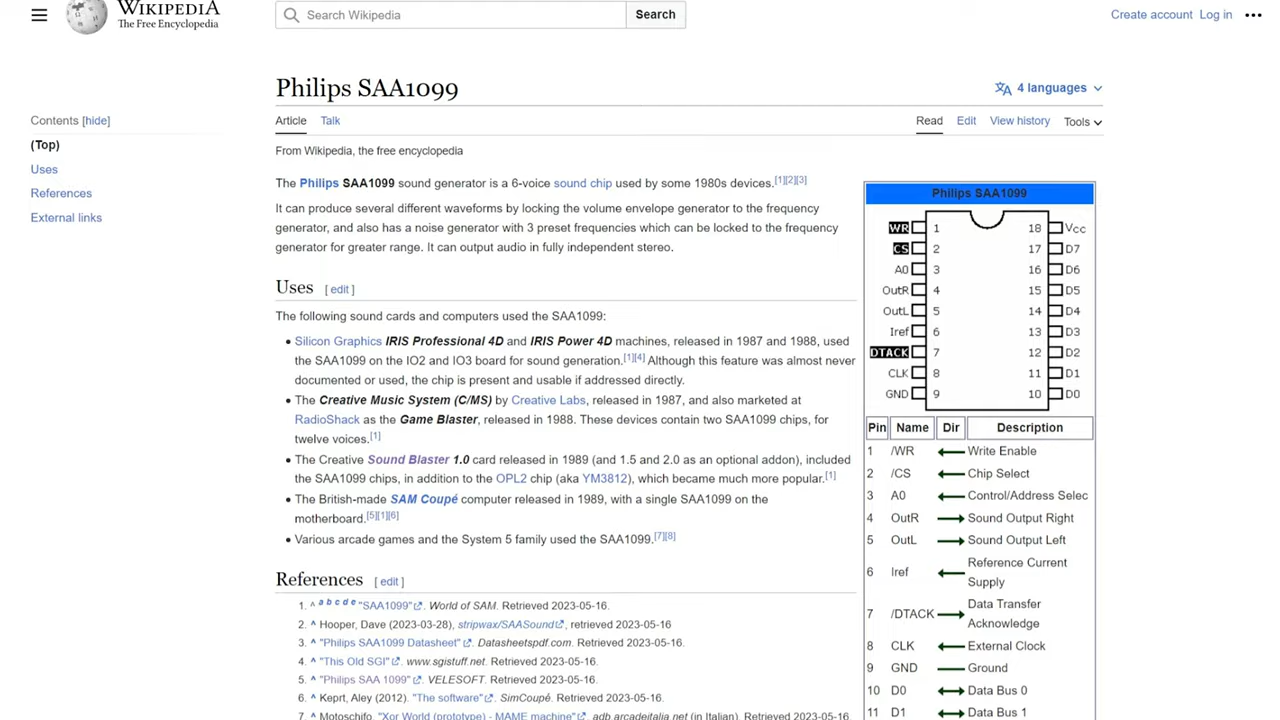 WIKIPEDIA
The Free Encyclopedia
Search Wikipedia
Search
Create account Log in
Philips SAA1099
4 languages
Contents [hide]
(Top)
Uses
References
External links
Article Talk
Read Edit View history Tools
From Wikipedia, the free encyclopedia
The Philips SAA1099 sound generator is a 6-voice sound chip used by some 1980s devices.[1][2][3]
It can produce several different waveforms by locking the volume envelope generator to the frequency
generator, and also has a noise generator with 3 preset frequencies which can be locked to the frequency
generator for greater range. It can output audio in fully independent stereo.
Uses [ edit ]
The following sound cards and computers used the SAA1099:
• Silicon Graphics IRIS Professional 4D and IRIS Power 4D machines, released in 1987 and 1988, used
the SAA1099 on the IO2 and IO3 board for sound generation.[1][4] Although this feature was almost never
documented or used, the chip is present and usable if addressed directly.
• The Creative Music System (C/MS) by Creative Labs, released in 1987, and also marketed at
RadioShack as the Game Blaster, released in 1988. These devices contain two SAA1099 chips, for
twelve voices.[1]
• The Creative Sound Blaster 1.0 card released in 1989 (and 1.5 and 2.0 as an optional addon), included
the SAA1099 chips, in addition to the OPL2 chip (aka YM3812), which became much more popular.[1]
• The British-made SAM Coupé computer released in 1989, with a single SAA1099 on the
motherboard.[5][1][6]
• Various arcade games and the System 5 family used the SAA1099.[7][8]
References [ edit ]
1. ^ a b c d e "SAA1099". World of SAM. Retrieved 2023-05-16.
2. ^ Hooper, Dave (2023-03-28), stripwax/SAASound, retrieved 2023-05-16
3. ^ "Philips SAA1099 Datasheet". Datasheetspdf.com. Retrieved 2023-05-16.
4. ^ "This Old SGI". www.sgistuff.net. Retrieved 2023-05-16.
5. ^ "Philips SAA 1099". VELESOFT. Retrieved 2023-05-16.
6. ^ Keprt, Aley (2012). "The software". SimCoupé. Retrieved 2023-05-16.
7. ^ Motoschifo. "Xor World (prototype) - MAME machine". adb.arcadeitalia.net (in Italian). Retrieved 2023-05-16.
Philips SAA1099
WR 1 18 Vcc
CS 2 17 D7
A0 3 16 D6
OutR 4 15 D5
OutL 5 14 D4
Iref 6 13 D3
DTACK 7 12 D2
CLK 8 11 D1
GND 9 10 D0
Pin Name Dir Description
1 /WR Write Enable
2 /CS Chip Select
3 A0 Control/Address Selec
4 OutR Sound Output Right
5 OutL Sound Output Left
6 Iref Reference Current
Supply
7 /DTACK Data Transfer
Acknowledge
8 CLK External Clock
9 GND Ground
10 D0 Data Bus 0
11 D1 Data Bus 1